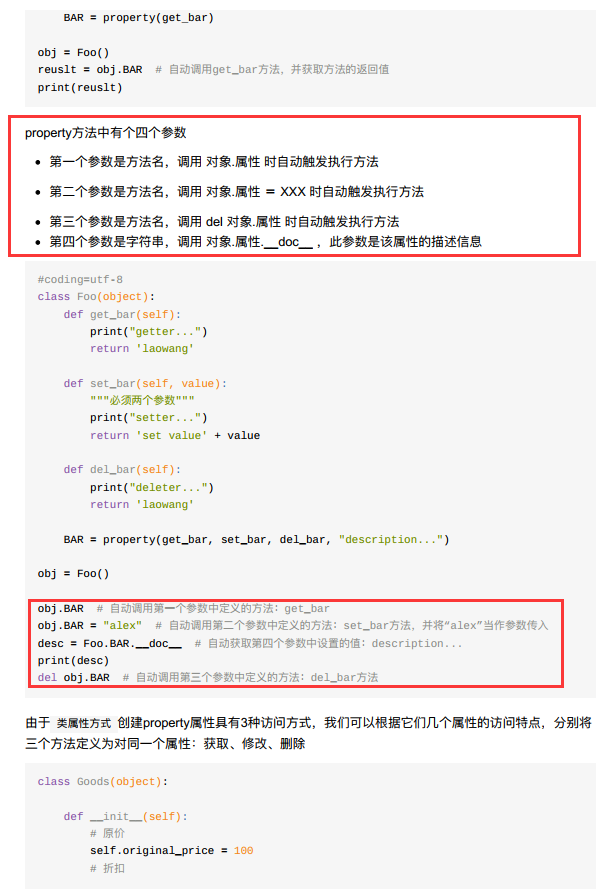 BAR = property(get_bar)

obj = Foo()
reuslt = obj.BAR  # 自动调用get_bar方法，并获取方法的返回值
print(reuslt)

property方法中有个四个参数
• 第一个参数是方法名，调用 对象.属性 时自动触发执行方法
• 第二个参数是方法名，调用 对象.属性 ＝ XXX 时自动触发执行方法
• 第三个参数是方法名，调用 del 对象.属性 时自动触发执行方法
• 第四个参数是字符串，调用 对象.属性.__doc__ ，此参数是该属性的描述信息

#coding=utf-8
class Foo(object):
    def get_bar(self):
        print("getter...")
        return 'laowang'

    def set_bar(self, value):
        """必须两个参数"""
        print("setter...")
        return 'set value' + value

    def del_bar(self):
        print("deleter...")
        return 'laowang'

    BAR = property(get_bar, set_bar, del_bar, "description...")

obj = Foo()

obj.BAR  # 自动调用第一个参数中定义的方法：get_bar
obj.BAR = "alex"  # 自动调用第二个参数中定义的方法：set_bar方法，并将“alex”当作参数传入
desc = Foo.BAR.__doc__  # 自动获取第四个参数中设置的值：description...
print(desc)
del obj.BAR  # 自动调用第三个参数中定义的方法：del_bar方法

由于 类属性方式 创建property属性具有3种访问方式，我们可以根据它们几个属性的访问特点，分别将
三个方法定义为对同一个属性：获取、修改、删除

class Goods(object):

    def __init__(self):
        # 原价
        self.original_price = 100
        # 折扣